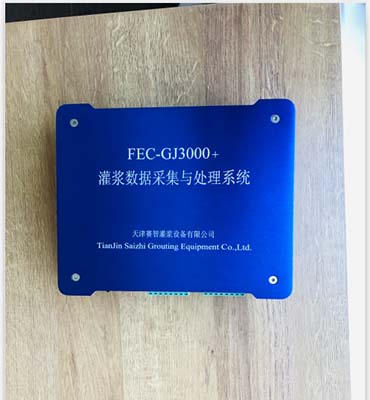 FEC-GJ3000+
灌浆数据采集与处理系统
天津赛智灌浆设备有限公司
TianJin Saizhi Grouting Equipment Co.,Ltd.